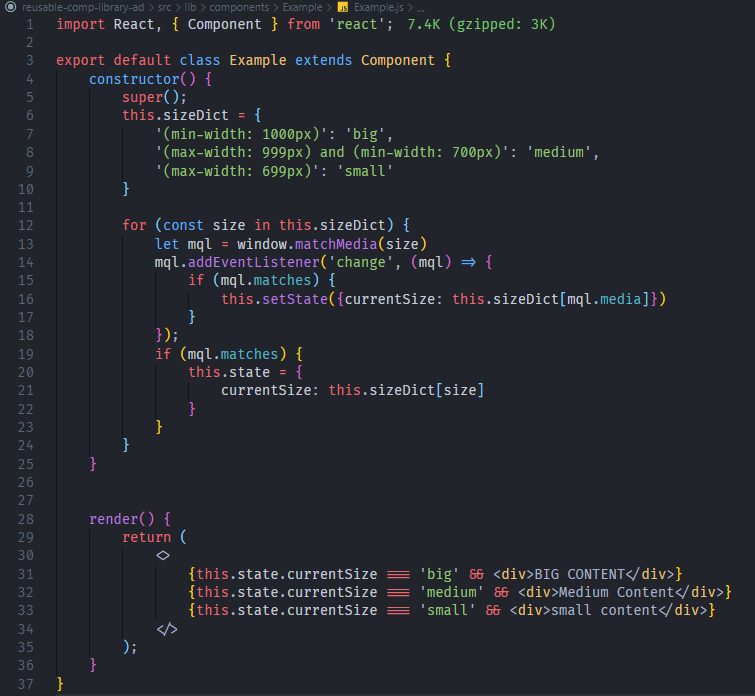 reusable-comp-library-ad > src > lib > components > Example > JS Example.js > ...
1 import React, { Component } from 'react'; 7.4K (gzipped: 3K)
2
3 export default class Example extends Component {
4     constructor() {
5         super();
6         this.sizeDict = {
7             '(min-width: 1000px)': 'big',
8             '(max-width: 999px) and (min-width: 700px)': 'medium',
9             '(max-width: 699px)': 'small'
10         }
11
12         for (const size in this.sizeDict) {
13             let mql = window.matchMedia(size)
14             mql.addEventListener('change', (mql) => {
15                 if (mql.matches) {
16                     this.setState({currentSize: this.sizeDict[mql.media]})
17                 }
18             });
19             if (mql.matches) {
20                 this.state = {
21                     currentSize: this.sizeDict[size]
22                 }
23             }
24         }
25     }
26
27
28     render() {
29         return (
30             <>
31                 {this.state.currentSize === 'big' && <div>BIG CONTENT</div>}
32                 {this.state.currentSize === 'medium' && <div>Medium Content</div>}
33                 {this.state.currentSize === 'small' && <div>small content</div>}
34             </>
35         );
36     }
37 }